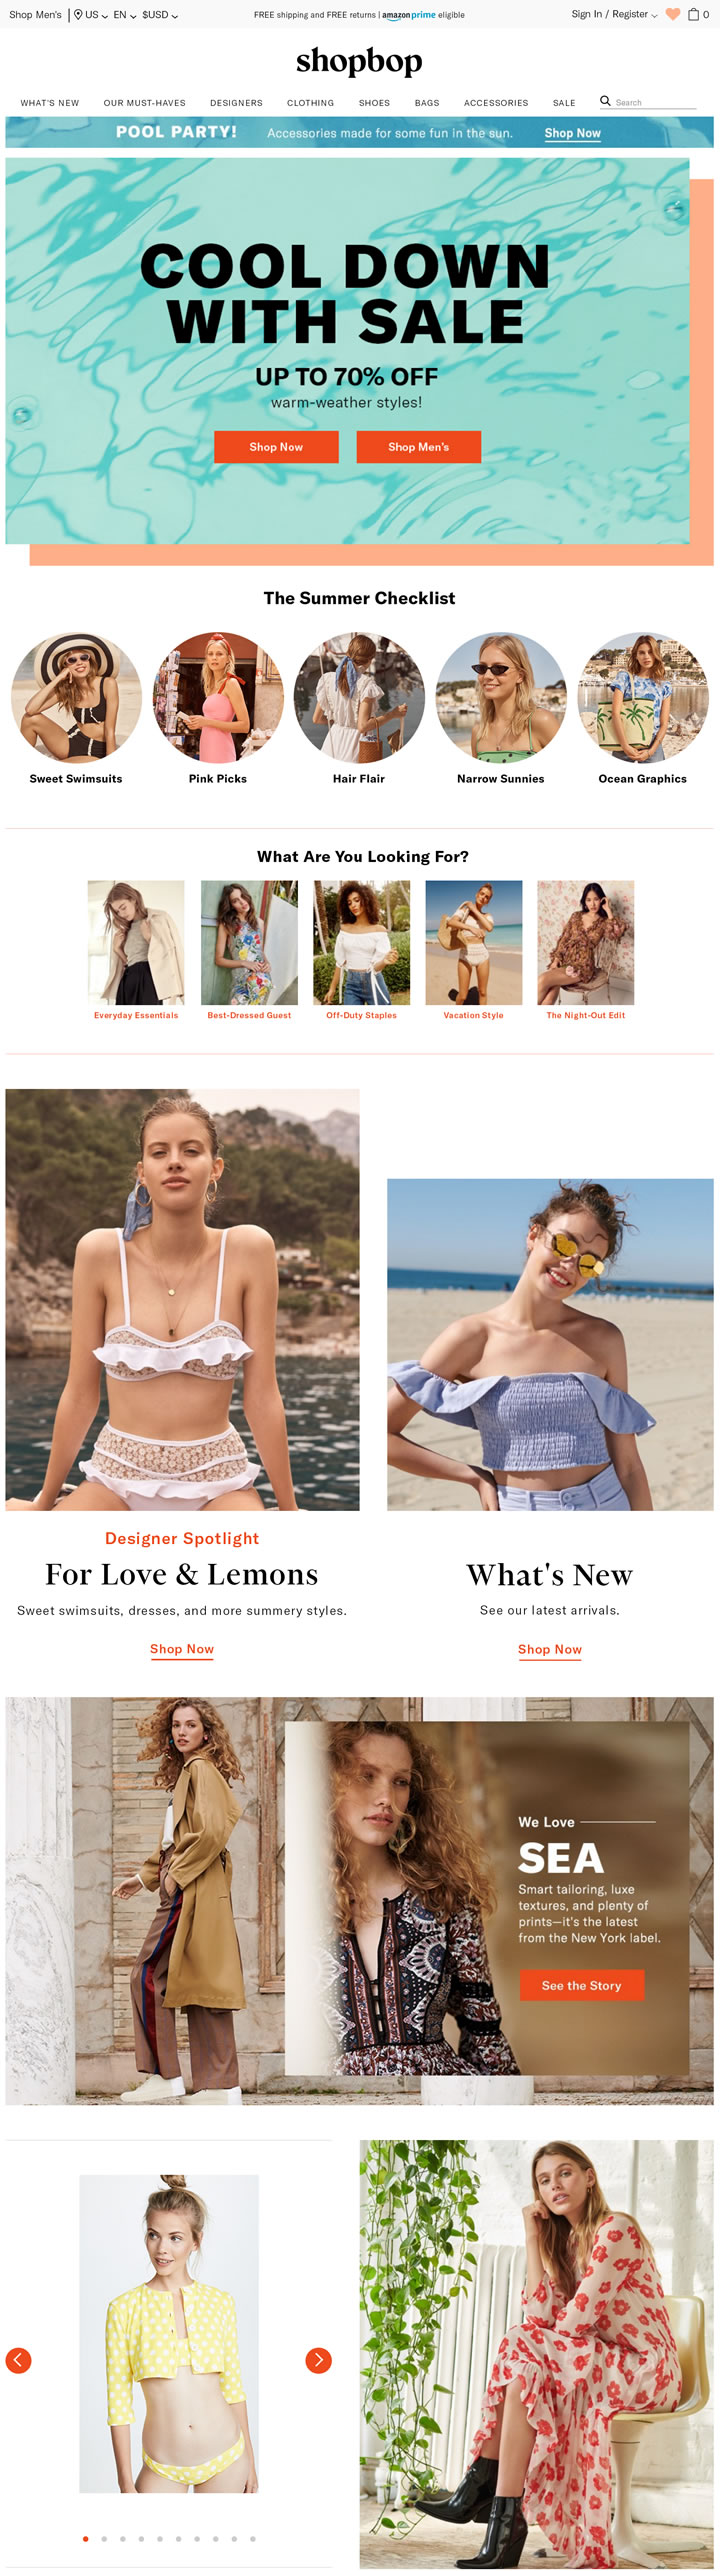 Shop Men's
US
EN
$USD
FREE shipping and FREE returns | amazonprime eligible
Sign In / Register
0
shopbop
WHAT'S NEW
OUR MUST-HAVES
DESIGNERS
CLOTHING
SHOES
BAGS
ACCESSORIES
SALE
Search
POOL PARTY!
Accessories made for some fun in the sun.
Shop Now
COOL DOWN
WITH SALE
UP TO 70% OFF
warm-weather styles!
Shop Now
Shop Men's
The Summer Checklist
Sweet Swimsuits
Pink Picks
Hair Flair
Narrow Sunnies
Ocean Graphics
What Are You Looking For?
Everyday Essentials
Best-Dressed Guest
Off-Duty Staples
Vacation Style
The Night-Out Edit
Designer Spotlight
For Love & Lemons
Sweet swimsuits, dresses, and more summery styles.
Shop Now
What's New
See our latest arrivals.
Shop Now
We Love
SEA
Smart tailoring, luxe
textures, and plenty of
prints—it's the latest
from the New York label.
See the Story